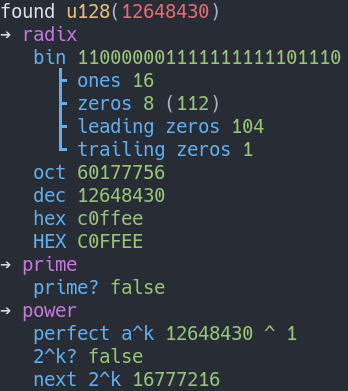 found u128(12648430)
➔ radix
bin 110000001111111111101110
ones 16
zeros 8 (112)
leading zeros 104
trailing zeros 1
oct 60177756
dec 12648430
hex c0ffee
HEX C0FFEE
➔ prime
prime? false
➔ power
perfect a^k 12648430 ^ 1
2^k? false
next 2^k 16777216